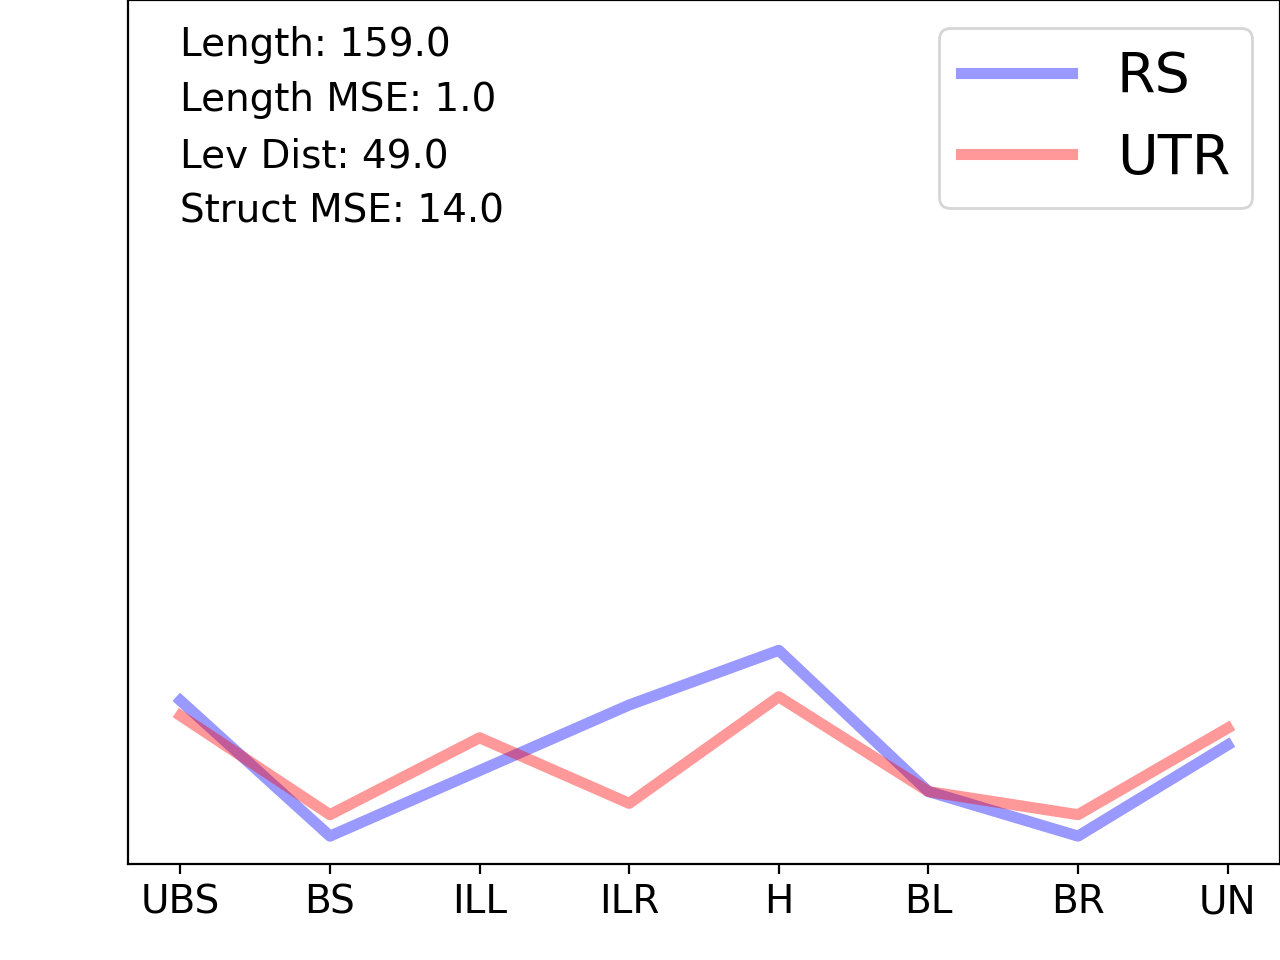 Length: 159.0
Length MSE: 1.0
Lev Dist: 49.0
Struct MSE: 14.0
RS
UTR
UBS BS ILL ILR H BL BR UN